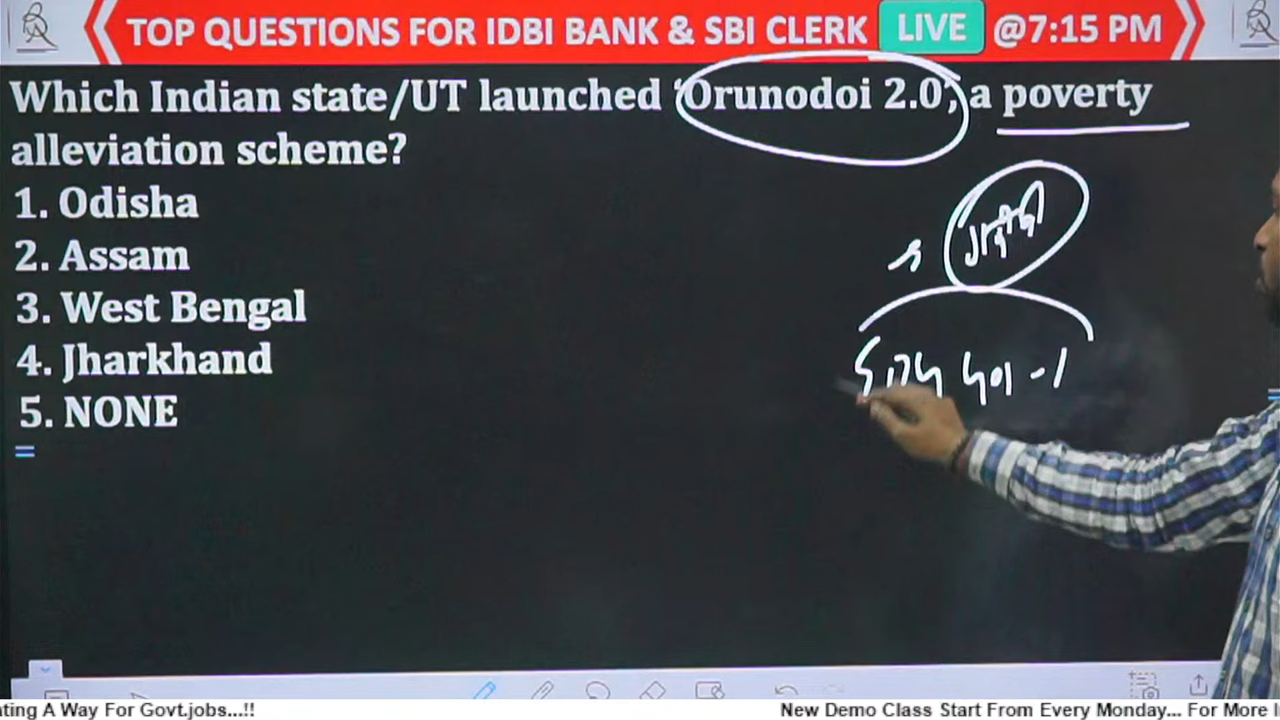 TOP QUESTIONS FOR IDBI BANK & SBI CLERK LIVE @7:15 PM
Which Indian state/UT launched 'Orunodoi 2.0', a poverty
alleviation scheme?
1. Odisha
2. Assam
3. West Bengal
4. Jharkhand
5. NONE
ating A Way For Govt.jobs...!! New Demo Class Start From Every Monday... For More I